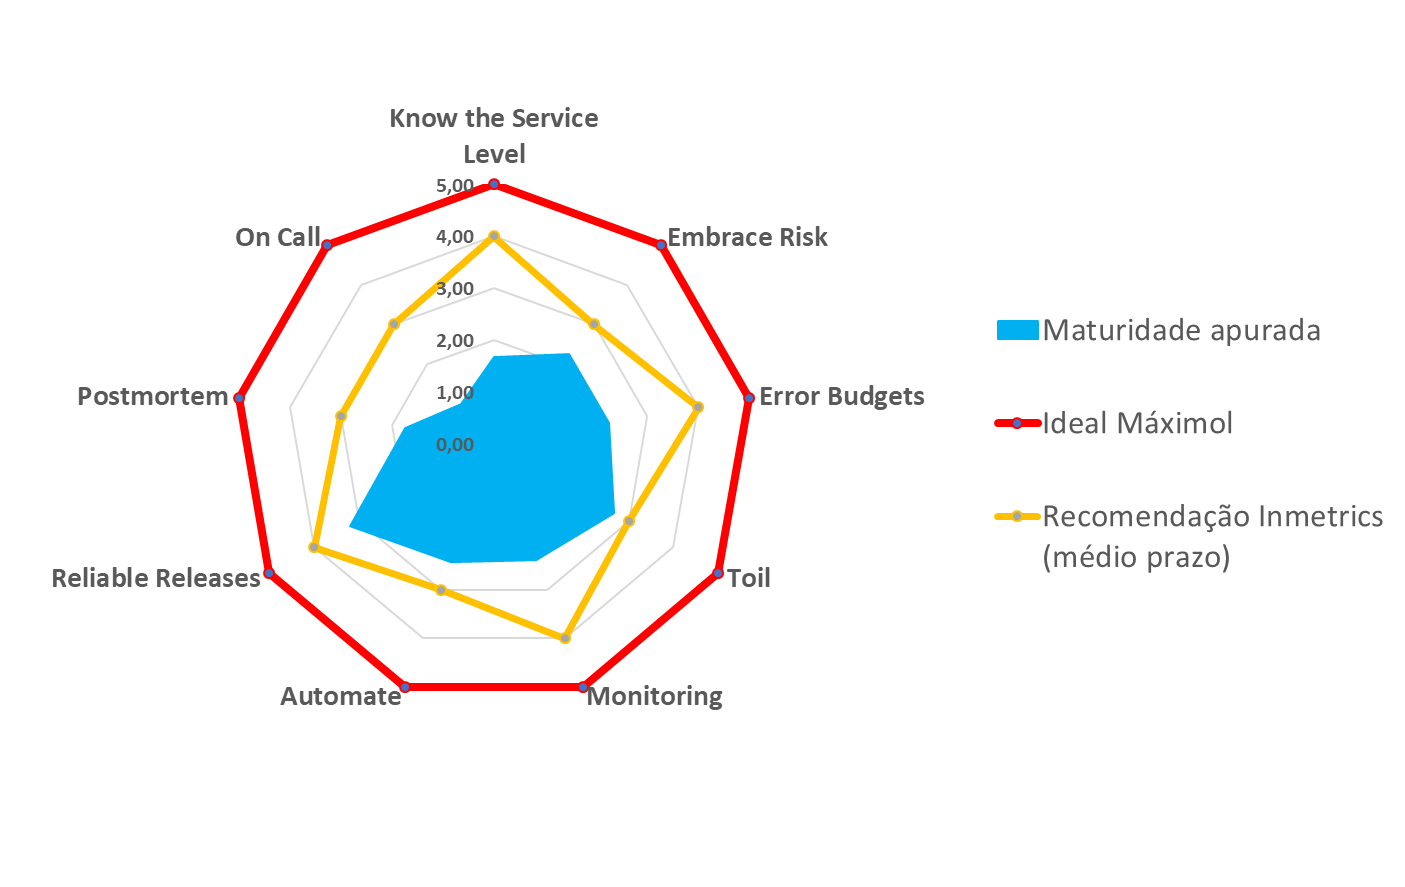 Know the Service
Level
5,00
4,00
3,00
2,00
1,00
0,00
On Call
Embrace Risk
Postmortem
Error Budgets
Reliable Releases
Toil
Automate
Monitoring
Maturidade apurada
Ideal Máximol
Recomendação Inmetrics
(médio prazo)